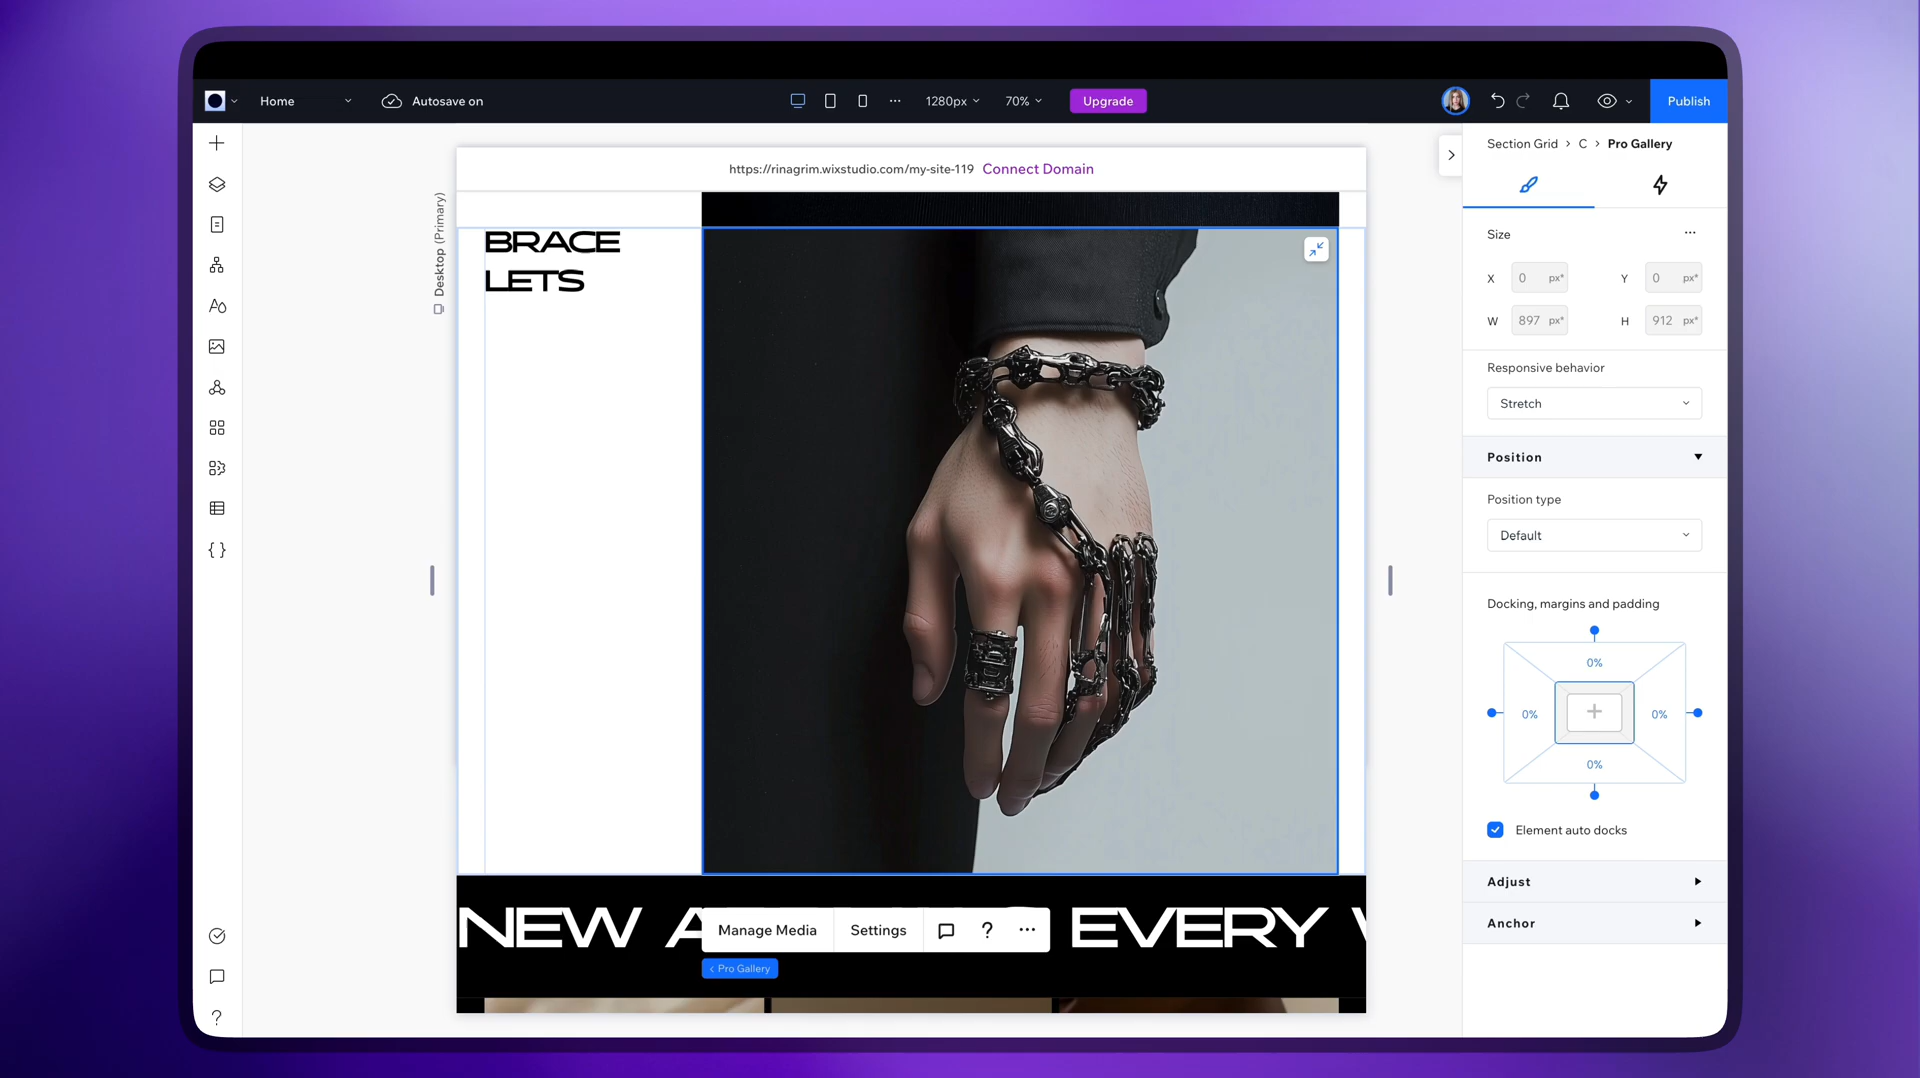 Home
Autosave on
1280px
70%
Upgrade
Publish
https://rinagrim.wixstudio.com/my-site-119 Connect Domain
Desktop (Primary)
BRACE
LETS
NEW A
EVERY
Manage Media
Settings
?
< Pro Gallery
?
Section Grid > C > Pro Gallery
Size
X 0 px* Y 0 px*
W 897 px* H 912 px*
Responsive behavior
Stretch
Position
Position type
Default
Docking, margins and padding
0%
0% 0%
0%
Element auto docks
Adjust
Anchor